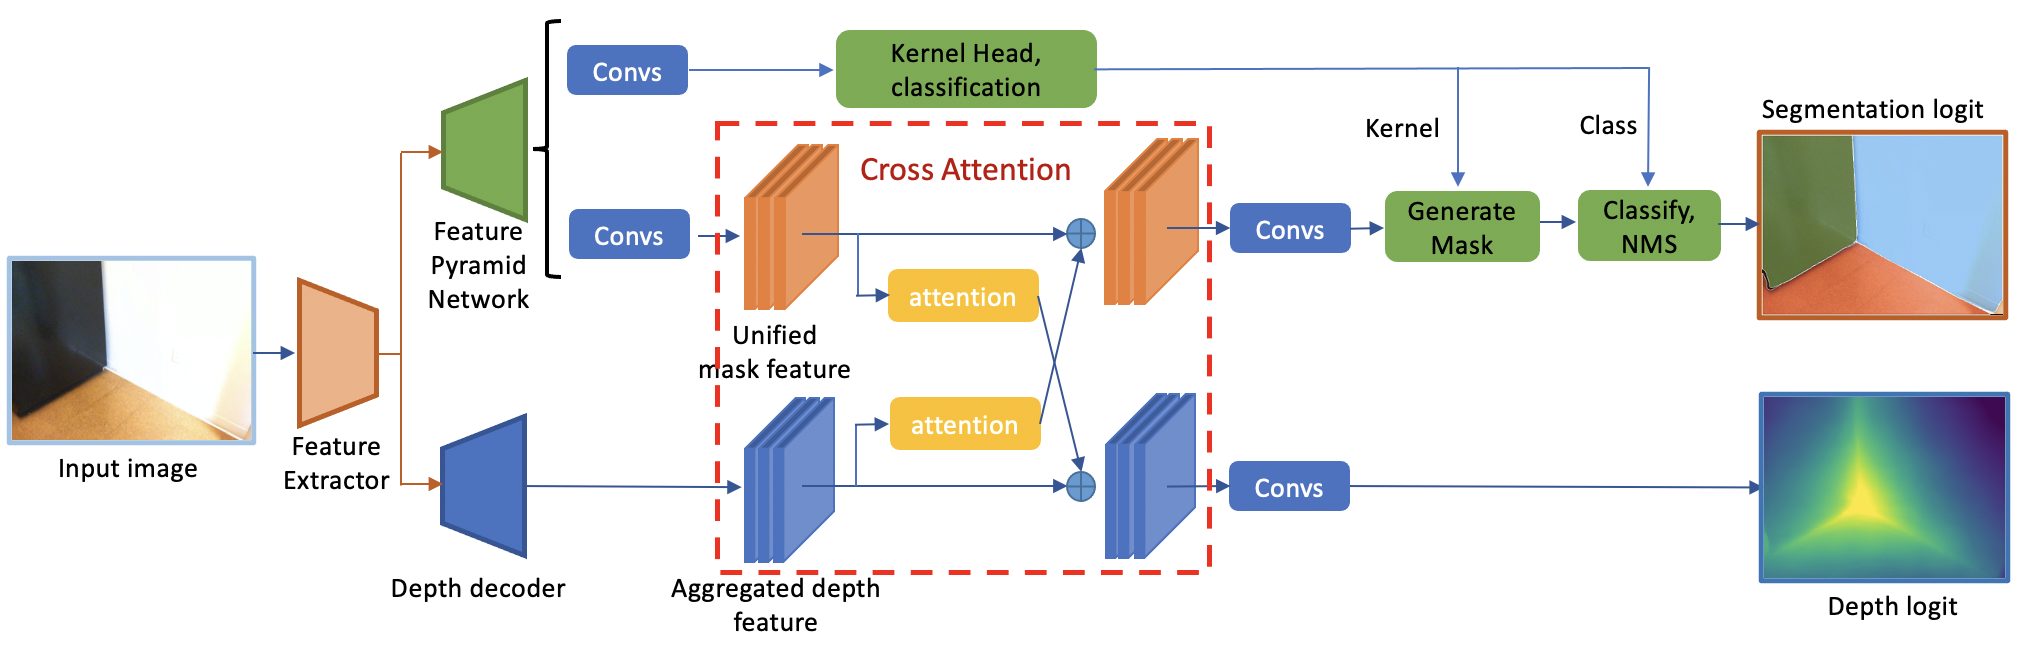 Convs
Kernel Head,
classification
Kernel
Class
Segmentation logit
Cross Attention
Feature
Pyramid
Network
Convs
Convs
Generate
Mask
Classify,
NMS
attention
Unified
mask feature
Input image
Feature
Extractor
attention
Convs
Depth decoder
Aggregated depth
feature
Depth logit